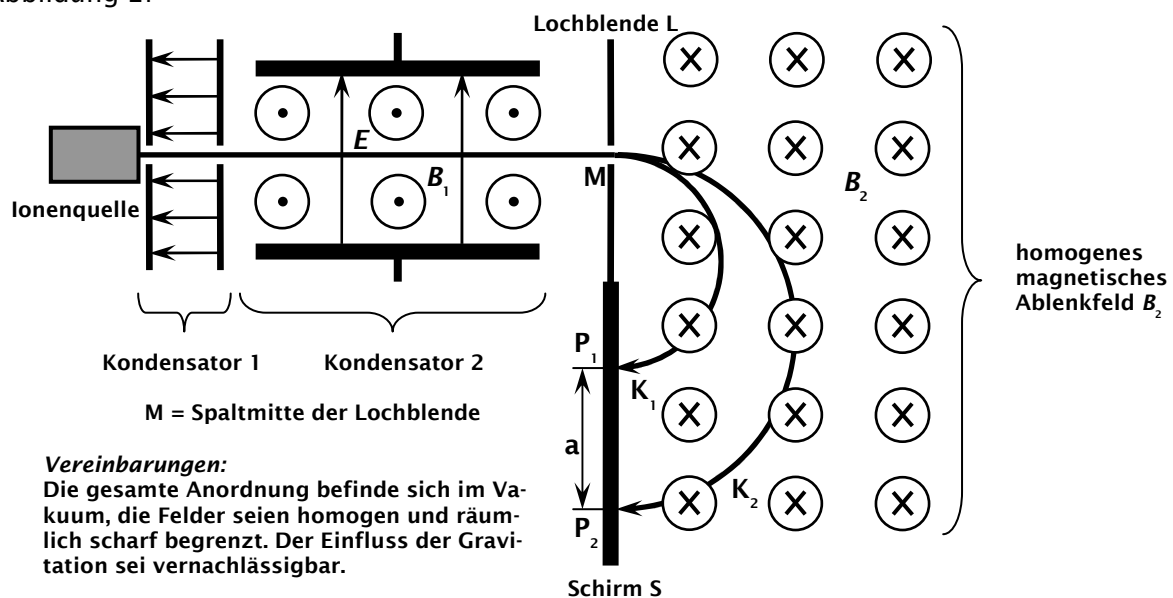 Lochblende L
E
B₁
M
B₂
Ionenquelle
homogenes
magnetisches
Ablenkfeld B₂
Kondensator 1
Kondensator 2
P₁
K₁
M = Spaltmitte der Lochblende
a
Vereinbarungen:
Die gesamte Anordnung befinde sich im Va-
kuum, die Felder seien homogen und räum-
lich scharf begrenzt. Der Einfluss der Gravi-
tation sei vernachlässigbar.
K₂
P₂
Schirm S